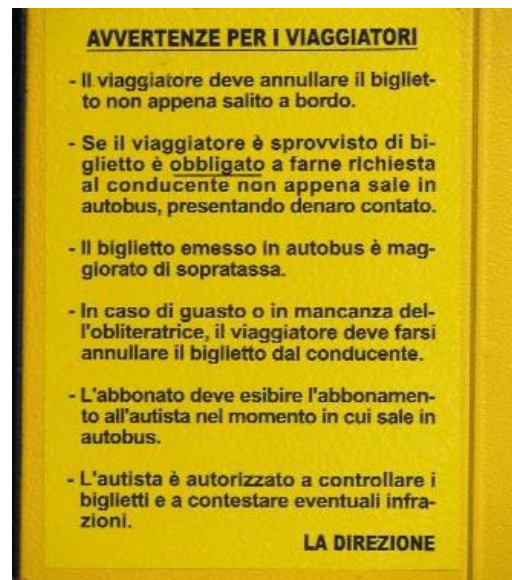 AVVERTENZE PER I VIAGGIATORI
- Il viaggiatore deve annullare il bigliet-
to non appena salito a bordo.
- Se il viaggiatore è sprovvisto di bi-
glietto è obbligato a farne richiesta
al conducente non appena sale in
autobus, presentando denaro contato.
- Il biglietto emesso in autobus è mag-
giorato di sopratassa.
- In caso di guasto o in mancanza del-
l'obliteratrice, il viaggiatore deve farsi
annullare il biglietto dal conducente.
- L'abbonato deve esibire l'abbonamen-
to all'autista nel momento in cui sale in
autobus.
- L'autista è autorizzato a controllare i
biglietti e a contestare eventuali infra-
zioni.
LA DIREZIONE